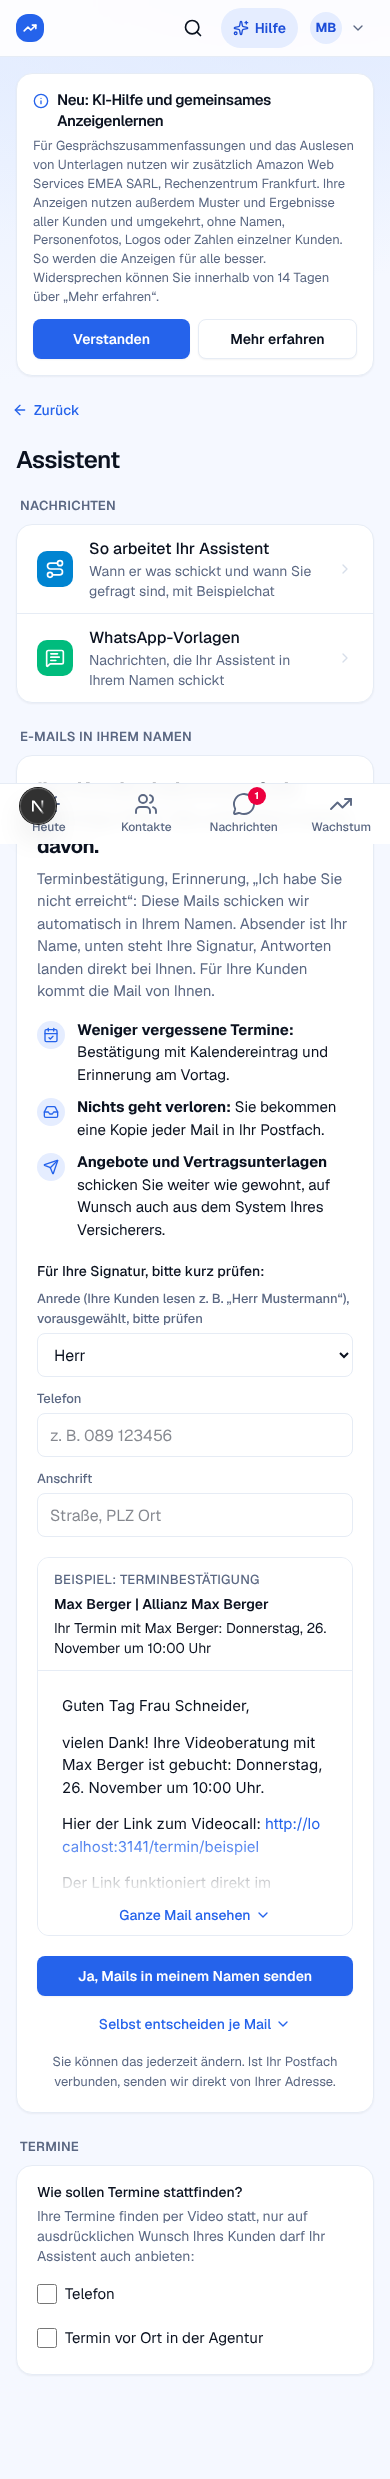 Hilfe
MB
Neu: KI-Hilfe und gemeinsames
Anzeigenlernen
Für Gesprächszusammenfassungen und das Auslesen
von Unterlagen nutzen wir zusätzlich Amazon Web
Services EMEA SARL, Rechenzentrum Frankfurt. Ihre
Anzeigen nutzen außerdem Muster und Ergebnisse
aller Kunden und umgekehrt, ohne Namen,
Personenfotos, Logos oder Zahlen einzelner Kunden.
So werden die Anzeigen für alle besser.
Widersprechen können Sie innerhalb von 14 Tagen
über „Mehr erfahren“.
Verstanden
Mehr erfahren
Zurück
Assistent
NACHRICHTEN
So arbeitet Ihr Assistent
Wann er was schickt und wann Sie
gefragt sind, mit Beispielchat
WhatsApp-Vorlagen
Nachrichten, die Ihr Assistent in
Ihrem Namen schickt
E-MAILS IN IHREM NAMEN
N
1
Heute
Kontakte
Nachrichten
Wachstum
davon.
Terminbestätigung, Erinnerung, „Ich habe Sie
nicht erreicht“: Diese Mails schicken wir
automatisch in Ihrem Namen. Absender ist Ihr
Name, unten steht Ihre Signatur, Antworten
landen direkt bei Ihnen. Für Ihre Kunden
kommt die Mail von Ihnen.
Weniger vergessene Termine:
Bestätigung mit Kalendereintrag und
Erinnerung am Vortag.
Nichts geht verloren: Sie bekommen
eine Kopie jeder Mail in Ihr Postfach.
Angebote und Vertragsunterlagen
schicken Sie weiter wie gewohnt, auf
Wunsch auch aus dem System Ihres
Versicherers.
Für Ihre Signatur, bitte kurz prüfen:
Anrede (Ihre Kunden lesen z. B. „Herr Mustermann“),
vorausgewählt, bitte prüfen
Herr
Telefon
z. B. 089 123456
Anschrift
Straße, PLZ Ort
BEISPIEL: TERMINBESTÄTIGUNG
Max Berger | Allianz Max Berger
Ihr Termin mit Max Berger: Donnerstag, 26.
November um 10:00 Uhr
Guten Tag Frau Schneider,
vielen Dank! Ihre Videoberatung mit
Max Berger ist gebucht: Donnerstag,
26. November um 10:00 Uhr.
Hier der Link zum Videocall: http://lo
calhost:3141/termin/beispiel
Der Link funktioniert direkt im
Ganze Mail ansehen
Ja, Mails in meinem Namen senden
Selbst entscheiden je Mail
Sie können das jederzeit ändern. Ist Ihr Postfach
verbunden, senden wir direkt von Ihrer Adresse.
TERMINE
Wie sollen Termine stattfinden?
Ihre Termine finden per Video statt, nur auf
ausdrücklichen Wunsch Ihres Kunden darf Ihr
Assistent auch anbieten:
Telefon
Termin vor Ort in der Agentur